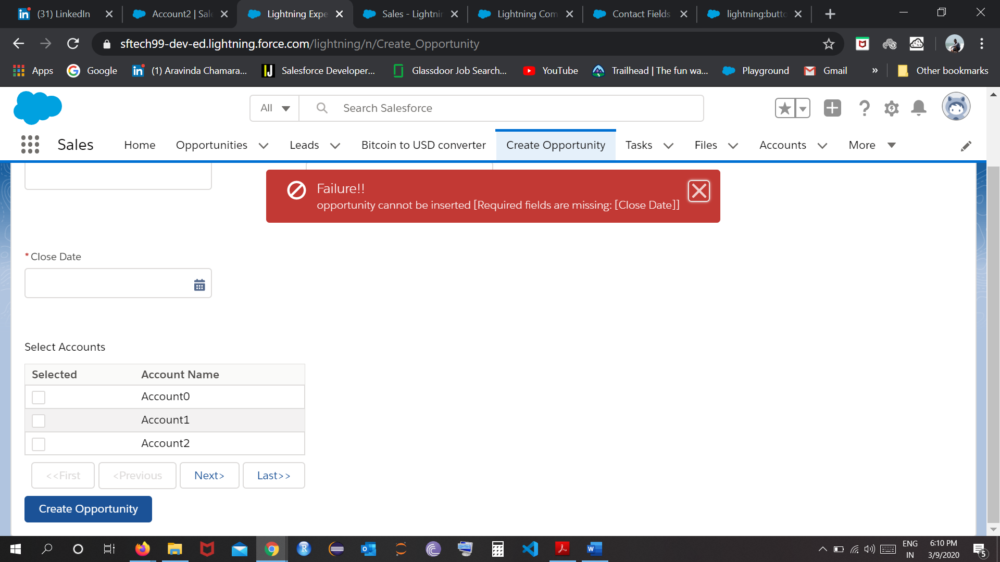 (31) LinkedIn
Account2 | Sale
Lightning Expe
Sales - Lightnin
Lightning Com
Contact Fields
lightning:butto
sftech99-dev-ed.lightning.force.com/lightning/n/Create_Opportunity
Apps
Google
(1) Aravinda Chamara...
Salesforce Developer...
Glassdoor Job Search...
YouTube
Trailhead | The fun wa...
Playground
Gmail
»
Other bookmarks
All
Search Salesforce
Sales
Home
Opportunities
Leads
Bitcoin to USD converter
Create Opportunity
Tasks
Files
Accounts
More
Failure!!
opportunity cannot be inserted [Required fields are missing: [Close Date]]
* Close Date
Select Accounts
Selected Account Name
Account0
Account1
Account2
<<First
<Previous
Next>
Last>>
Create Opportunity
ENG
IN
6:10 PM
3/9/2020
5